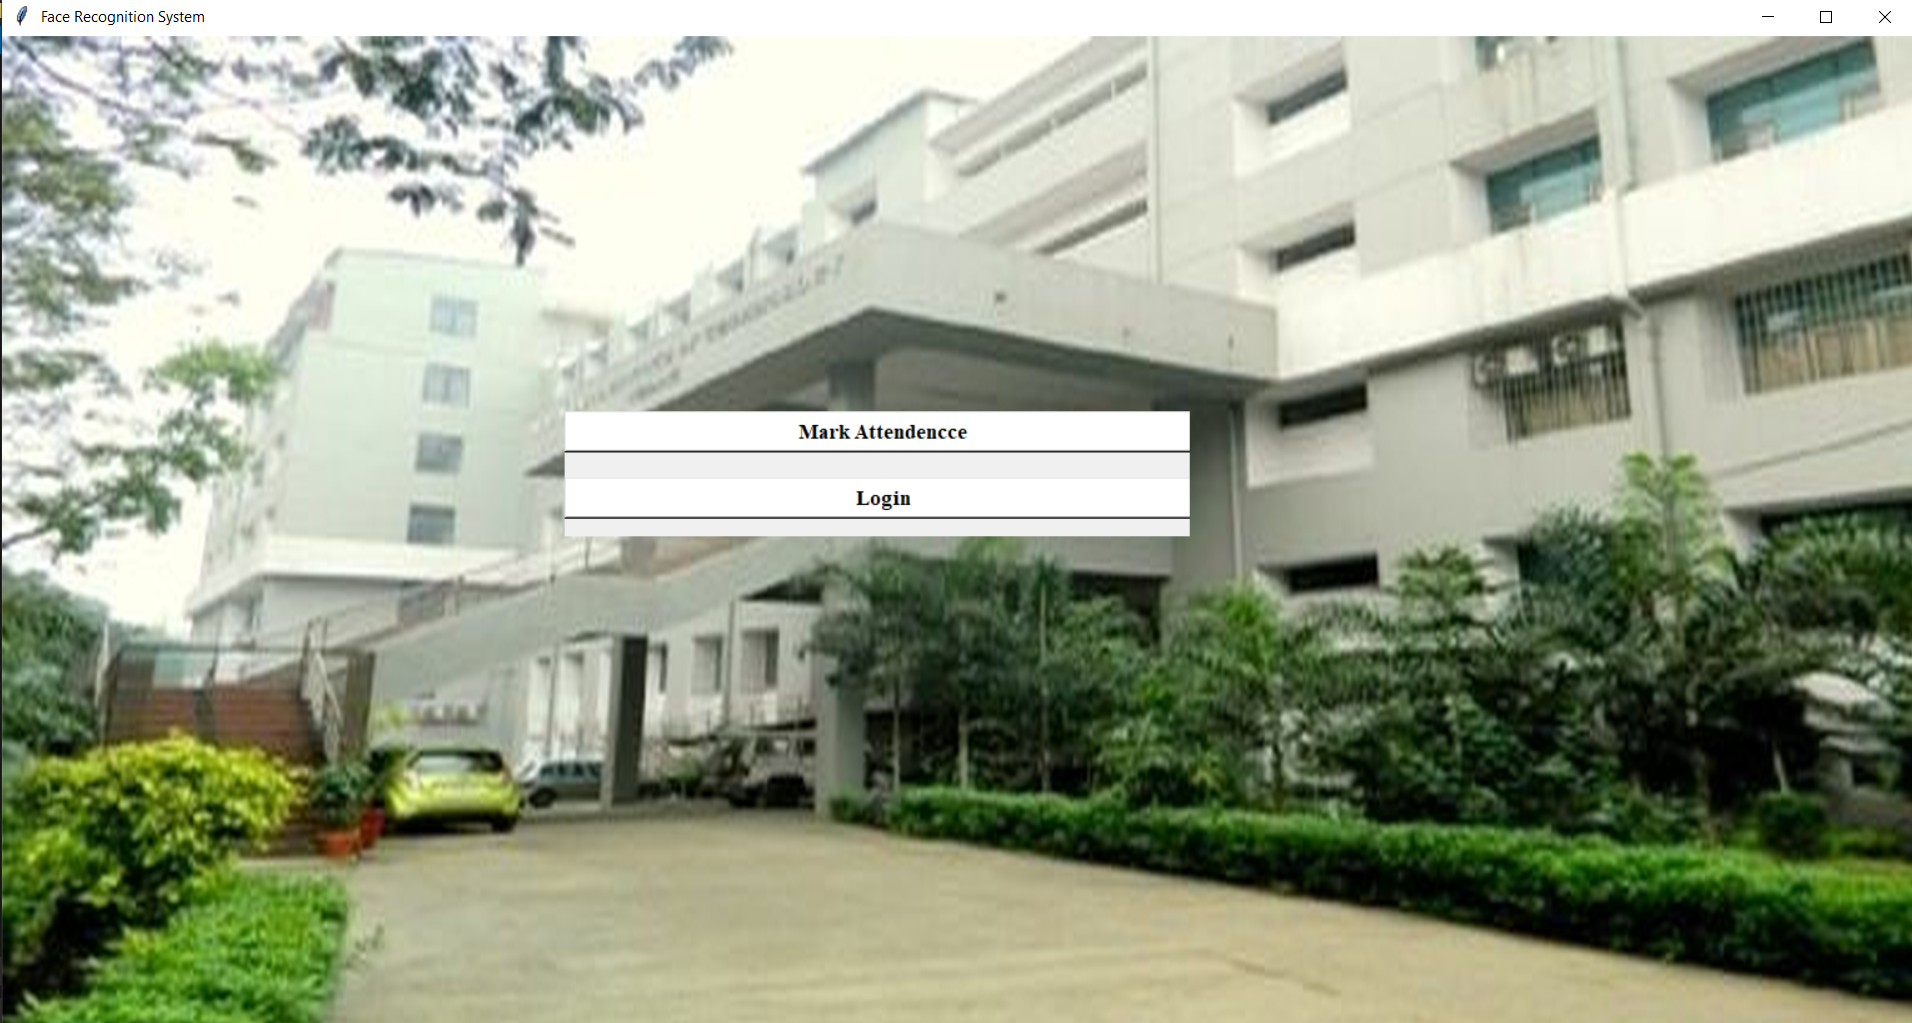 Face Recognition System
Mark Attendencce
Login